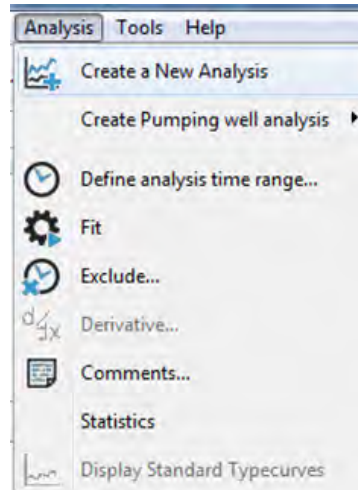 Analysis Tools Help
Create a New Analysis
Create Pumping well analysis
Define analysis time range...
Fit
Exclude...
d/dx Derivative...
Comments...
Statistics
Display Standard Typecurves